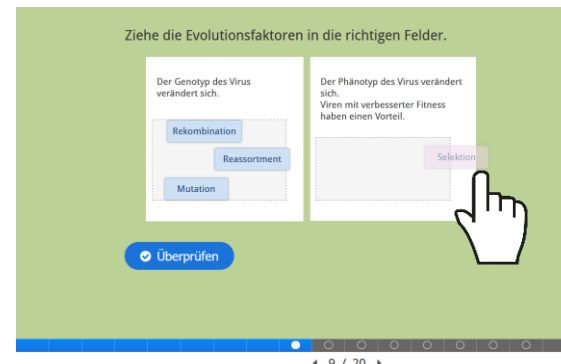 Ziehe die Evolutionsfaktoren in die richtigen Felder.
Der Genotyp des Virus
verändert sich.
Rekombination
Reassortment
Mutation
Der Phänotyp des Virus verändert
sich.
Viren mit verbesserter Fitness
haben einen Vorteil.
Selektion
Überprüfen
9 / 20